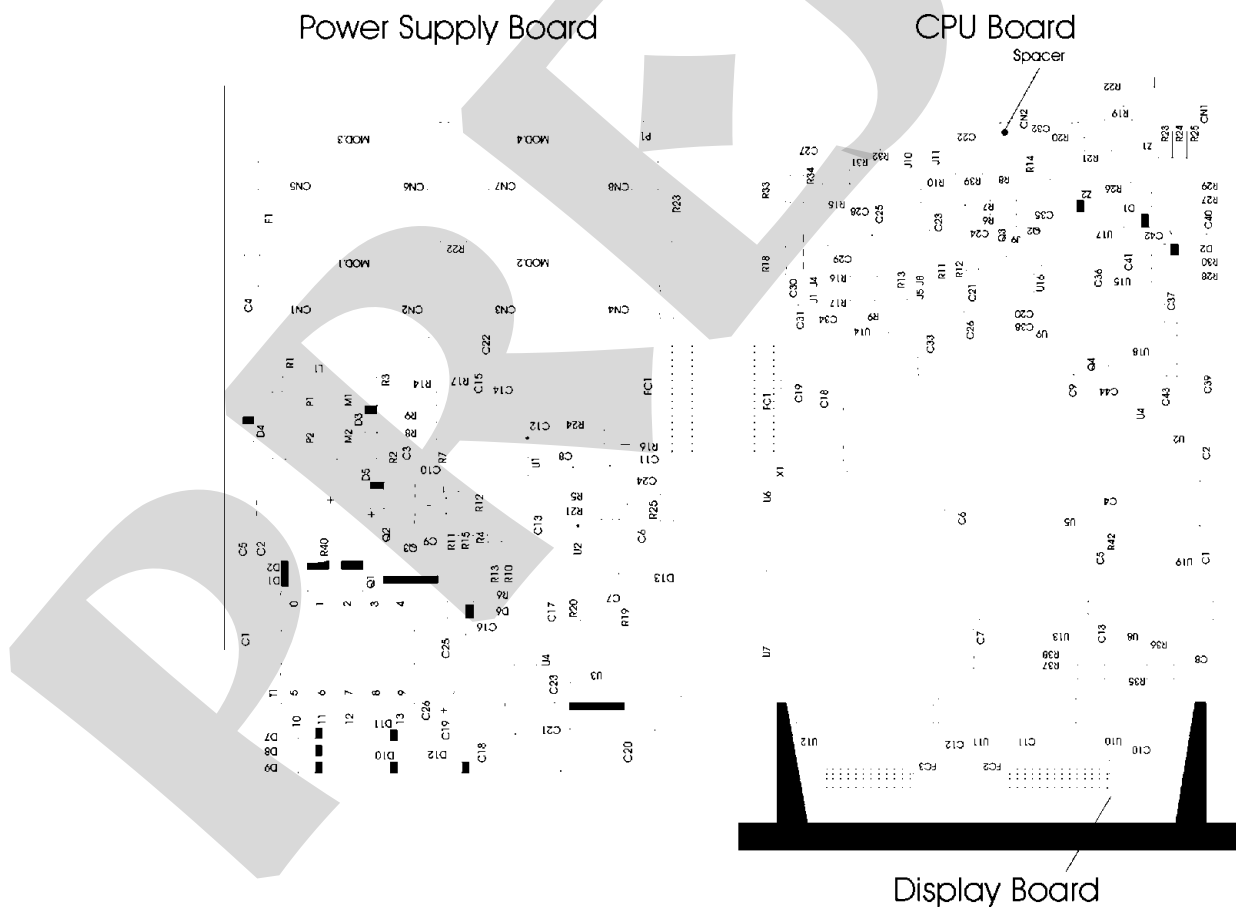 Power Supply Board
CPU Board
Spacer
R22
R19
CN1
CN2
C32
R20
C22
R23
R24
R25
Z1
MOD.3
MOD.4
P1
C27
R31
R32
J10
J11
R14
R21
CN5
CN6
CN7
CN8
R23
R33
R34
R10
R39
R8
R26
R29
R27
Z3
D1
F1
R15
C28
C25
C23
R7
R6
C24
Q3
J9
Q2
C35
U17
C42
C40
D2
R22
MOD.1
MOD.2
R18
C29
R16
R17
J4
J1
C30
C31
C34
R13
J8
J5
R11
R12
C21
U16
C36
C41
U15
R30
R28
C37
C4
CN1
CN2
CN3
CN4
C22
R9
U14
C33
C26
C20
C38
U9
U18
Q4
R1
L1
R3
R14
R17
C15
C14
FC1
FC1
C19
C18
C9
C44
C43
C39
P1
M1
D3
R9
R8
D4
P2
M2
C12
R24
R16
U4
U2
D5
R2
C3
C10
R7
U1
C8
C11
C24
X1
C2
R12
R5
R21
R25
U6
C4
C6
U5
C5
C2
R40
Q2
Q3
C9
R11
R15
R4
C13
U2
C6
R42
C5
U19
C1
D2
D1
Q1
R13
R10
R6
D6
D13
0
1
2
3
4
C7
C1
C16
C17
R20
R19
C25
U4
U7
C7
U13
C13
U8
R36
R38
R37
C8
R35
T1
5
6
7
8
9
C23
U3
10
11
12
D11
13
C26
C19
C21
D7
D8
D9
D10
D12
C18
C20
U12
C12
U11
C11
U10
C10
FC3
FC2
Display Board
PRED